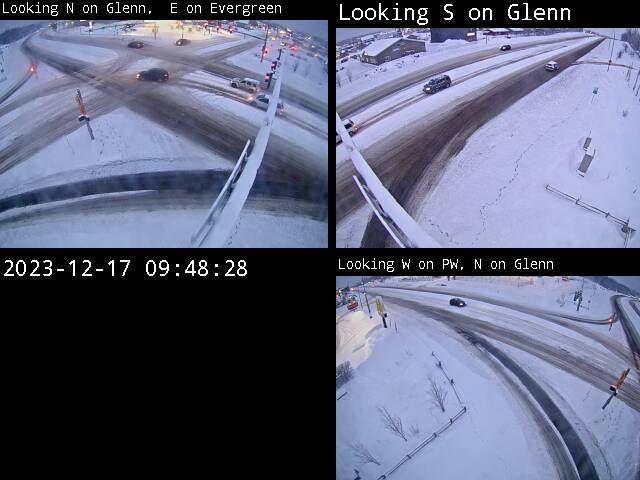 Looking N on Glenn,  E on Evergreen
Looking S on Glenn
2023-12-17 09:48:28
Looking W on PW, N on Glenn